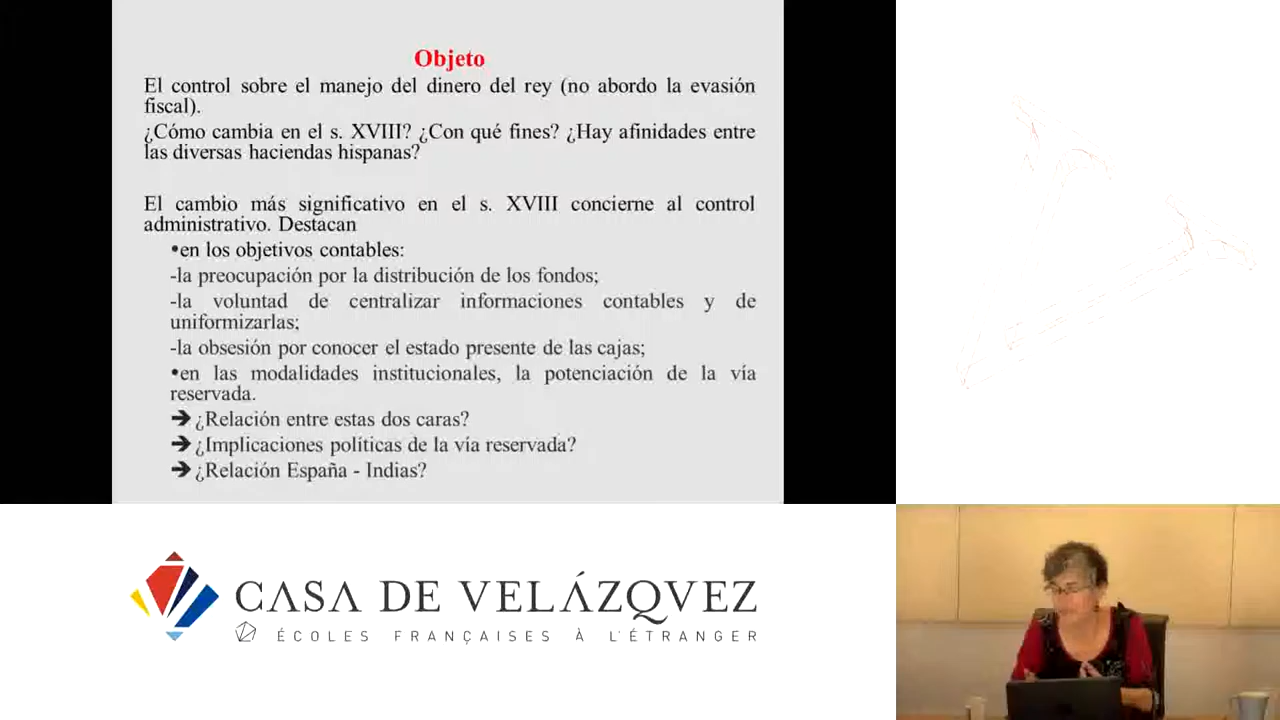 Objeto
El control sobre el manejo del dinero del rey (no abordo la evasión
fiscal).
¿Cómo cambia en el s. XVIII? ¿Con qué fines? ¿Hay afinidades entre
las diversas haciendas hispanas?
El cambio más significativo en el s. XVIII concierne al control
administrativo. Destacan
•en los objetivos contables:
-la preocupación por la distribución de los fondos;
-la voluntad de centralizar informaciones contables y de
uniformizarlas;
-la obsesión por conocer el estado presente de las cajas;
•en las modalidades institucionales, la potenciación de la vía
reservada.
➔ ¿Relación entre estas dos caras?
➔ ¿Implicaciones políticas de la vía reservada?
➔ ¿Relación España - Indias?
CASA DE VELÁZQVEZ
ÉCOLES FRANÇAISES À L'ÉTRANGER